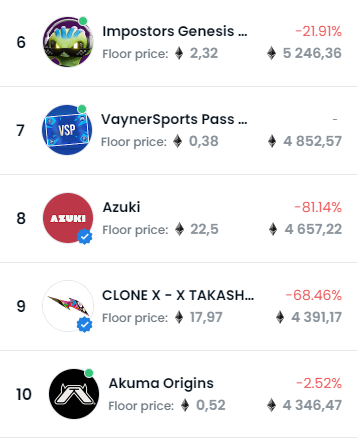 6
Impostors Genesis ...
-21.91%
Floor price: 2,32
5 246,36
7
VSP
VaynerSports Pass ...
-
Floor price: 0,38
4 852,57
8
AZUKI
Azuki
-81.14%
Floor price: 22,5
4 657,22
9
CLONE X - X TAKASH...
-68.46%
Floor price: 17,97
4 391,17
10
Akuma Origins
-2.52%
Floor price: 0,52
4 346,47